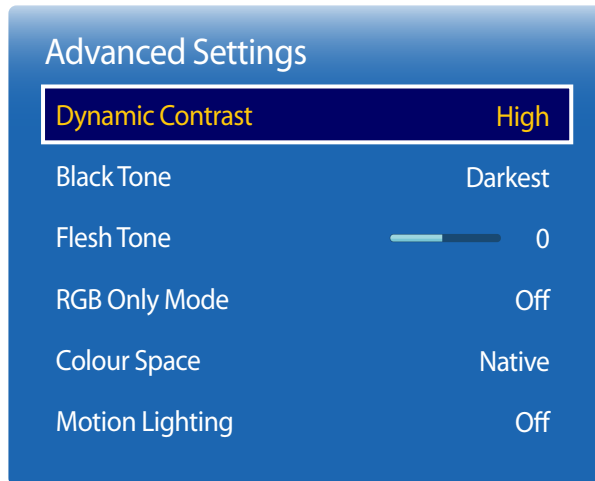 Advanced Settings
Dynamic Contrast High
Black Tone Darkest
Flesh Tone 0
RGB Only Mode Off
Colour Space Native
Motion Lighting Off